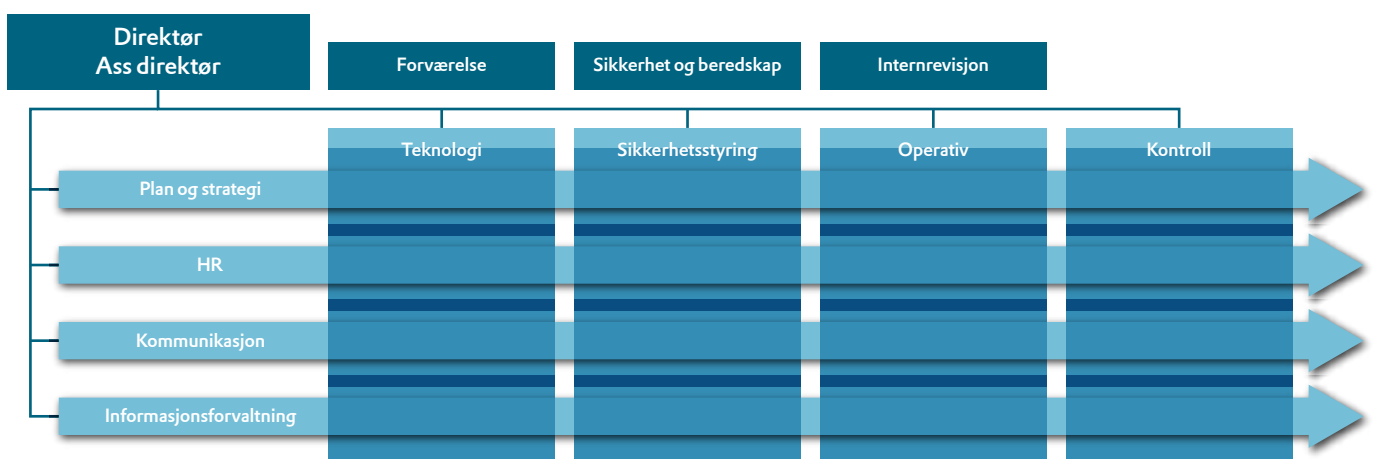 Direktør
Ass direktør
Forværelse
Sikkerhet og beredskap
Internrevisjon
Teknologi
Sikkerhetsstyring
Operativ
Kontroll
Plan og strategi
HR
Kommunikasjon
Informasjonsforvaltning